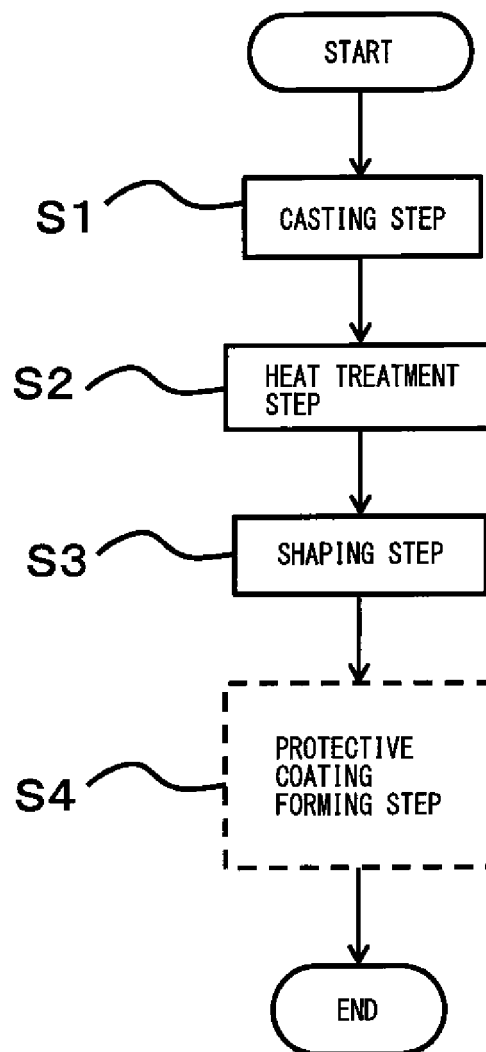 START
S1
CASTING STEP
S2
HEAT TREATMENT
STEP
S3
SHAPING STEP
S4
PROTECTIVE
COATING
FORMING STEP
END